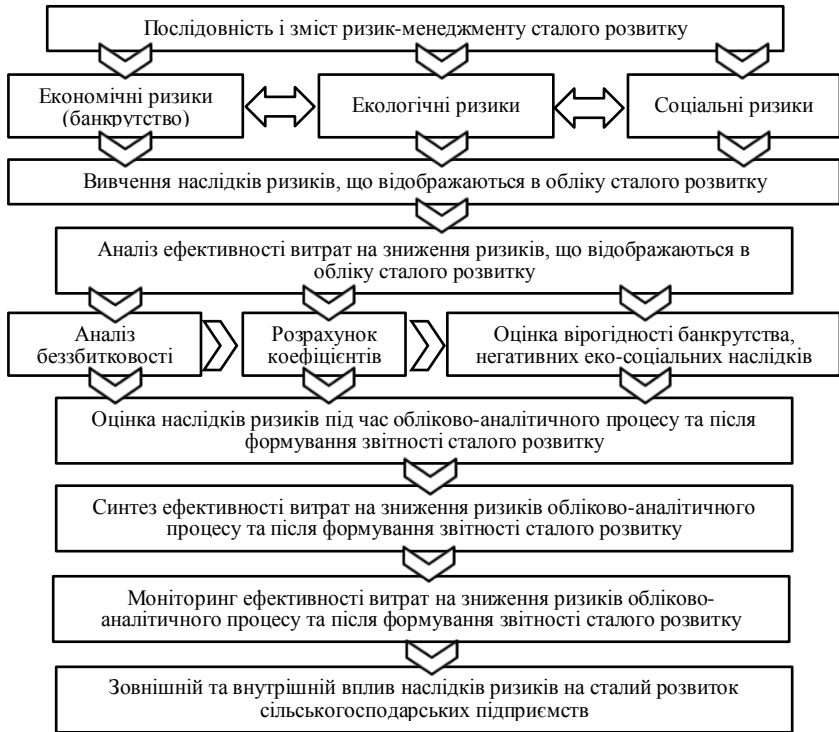 Послідовність і зміст ризик-менеджменту сталого розвитку
Економічні ризики
(банкрутство)
Екологічні ризики
Соціальні ризики
Вивчення наслідків ризиків, що відображаються в обліку сталого розвитку
Аналіз ефективності витрат на зниження ризиків, що відображаються в
обліку сталого розвитку
Аналіз
беззбитковості
Розрахунок
коефіцієнтів
Оцінка вірогідності банкрутства,
негативних еко-соціальних наслідків
Оцінка наслідків ризиків під час обліково-аналітичного процесу та після
формування звітності сталого розвитку
Синтез ефективності витрат на зниження ризиків обліково-аналітичного
процесу та після формування звітності сталого розвитку
Моніторинг ефективності витрат на зниження ризиків обліково-
аналітичного процесу та після формування звітності сталого розвитку
Зовнішній та внутрішній вплив наслідків ризиків на сталий розвиток
сільськогосподарських підприємств